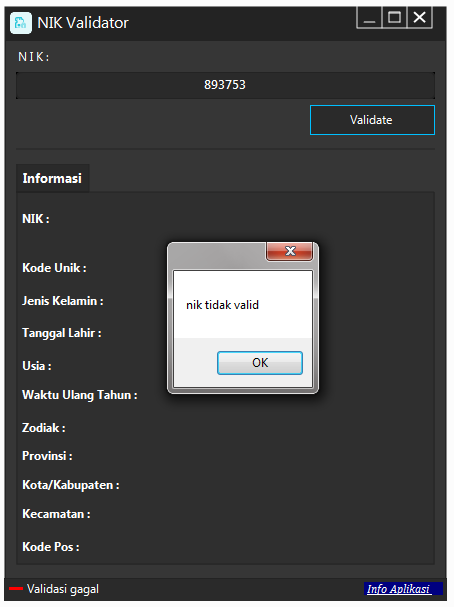 NIK Validator
NIK:
893753
Validate
Informasi
NIK :
Kode Unik :
Jenis Kelamin :
nik tidak valid
Tanggal Lahir :
Usia :
OK
Waktu Ulang Tahun :
Zodiak :
Provinsi :
Kota/Kabupaten :
Kecamatan :
Kode Pos :
Validasi gagal
Info Aplikasi